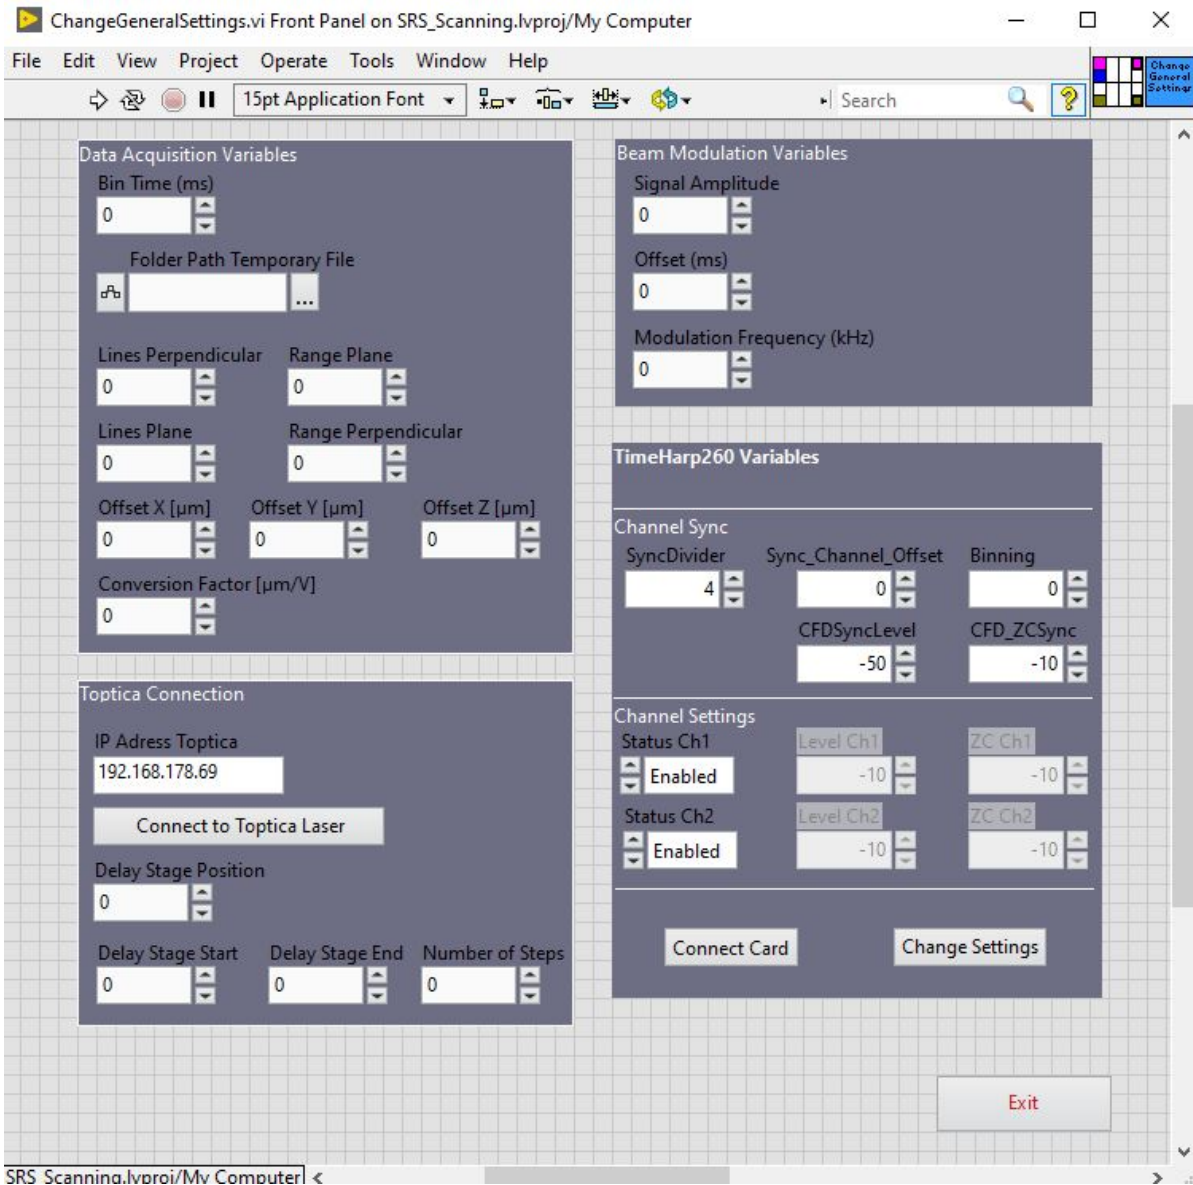 ChangeGeneralSettings.vi Front Panel on SRS_Scanning.lvproj/My Computer
File Edit View Project Operate Tools Window Help
15pt Application Font
Search
Change
General
Settings
Data Acquisition Variables
Bin Time (ms)
0
Folder Path Temporary File
...
Lines Perpendicular Range Plane
0 0
Lines Plane Range Perpendicular
0 0
Offset X [µm] Offset Y [µm] Offset Z [µm]
0 0 0
Conversion Factor [µm/V]
0
Toptica Connection
IP Adress Toptica
192.168.178.69
Connect to Toptica Laser
Delay Stage Position
0
Delay Stage Start Delay Stage End Number of Steps
0 0 0
Beam Modulation Variables
Signal Amplitude
0
Offset (ms)
0
Modulation Frequency (kHz)
0
TimeHarp260 Variables
Channel Sync
SyncDivider Sync_Channel_Offset Binning
4 0 0
CFDSyncLevel CFD_ZCSync
-50 -10
Channel Settings
Status Ch1 Level Ch1 ZC Ch1
Enabled -10 -10
Status Ch2 Level Ch2 ZC Ch2
Enabled -10 -10
Connect Card Change Settings
Exit
SRS_Scanning.lvproj/My Computer